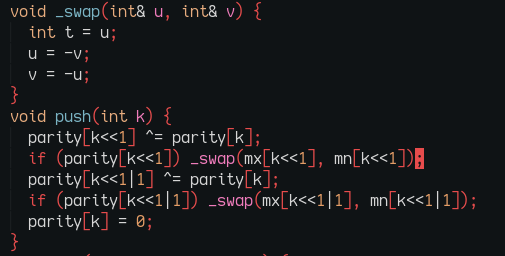 void _swap(int& u, int& v) {
  int t = u;
  u = -v;
  v = -u;
}
void push(int k) {
  parity[k<<1] ^= parity[k];
  if (parity[k<<1]) _swap(mx[k<<1], mn[k<<1]);
  parity[k<<1|1] ^= parity[k];
  if (parity[k<<1|1]) _swap(mx[k<<1|1], mn[k<<1|1]);
  parity[k] = 0;
}